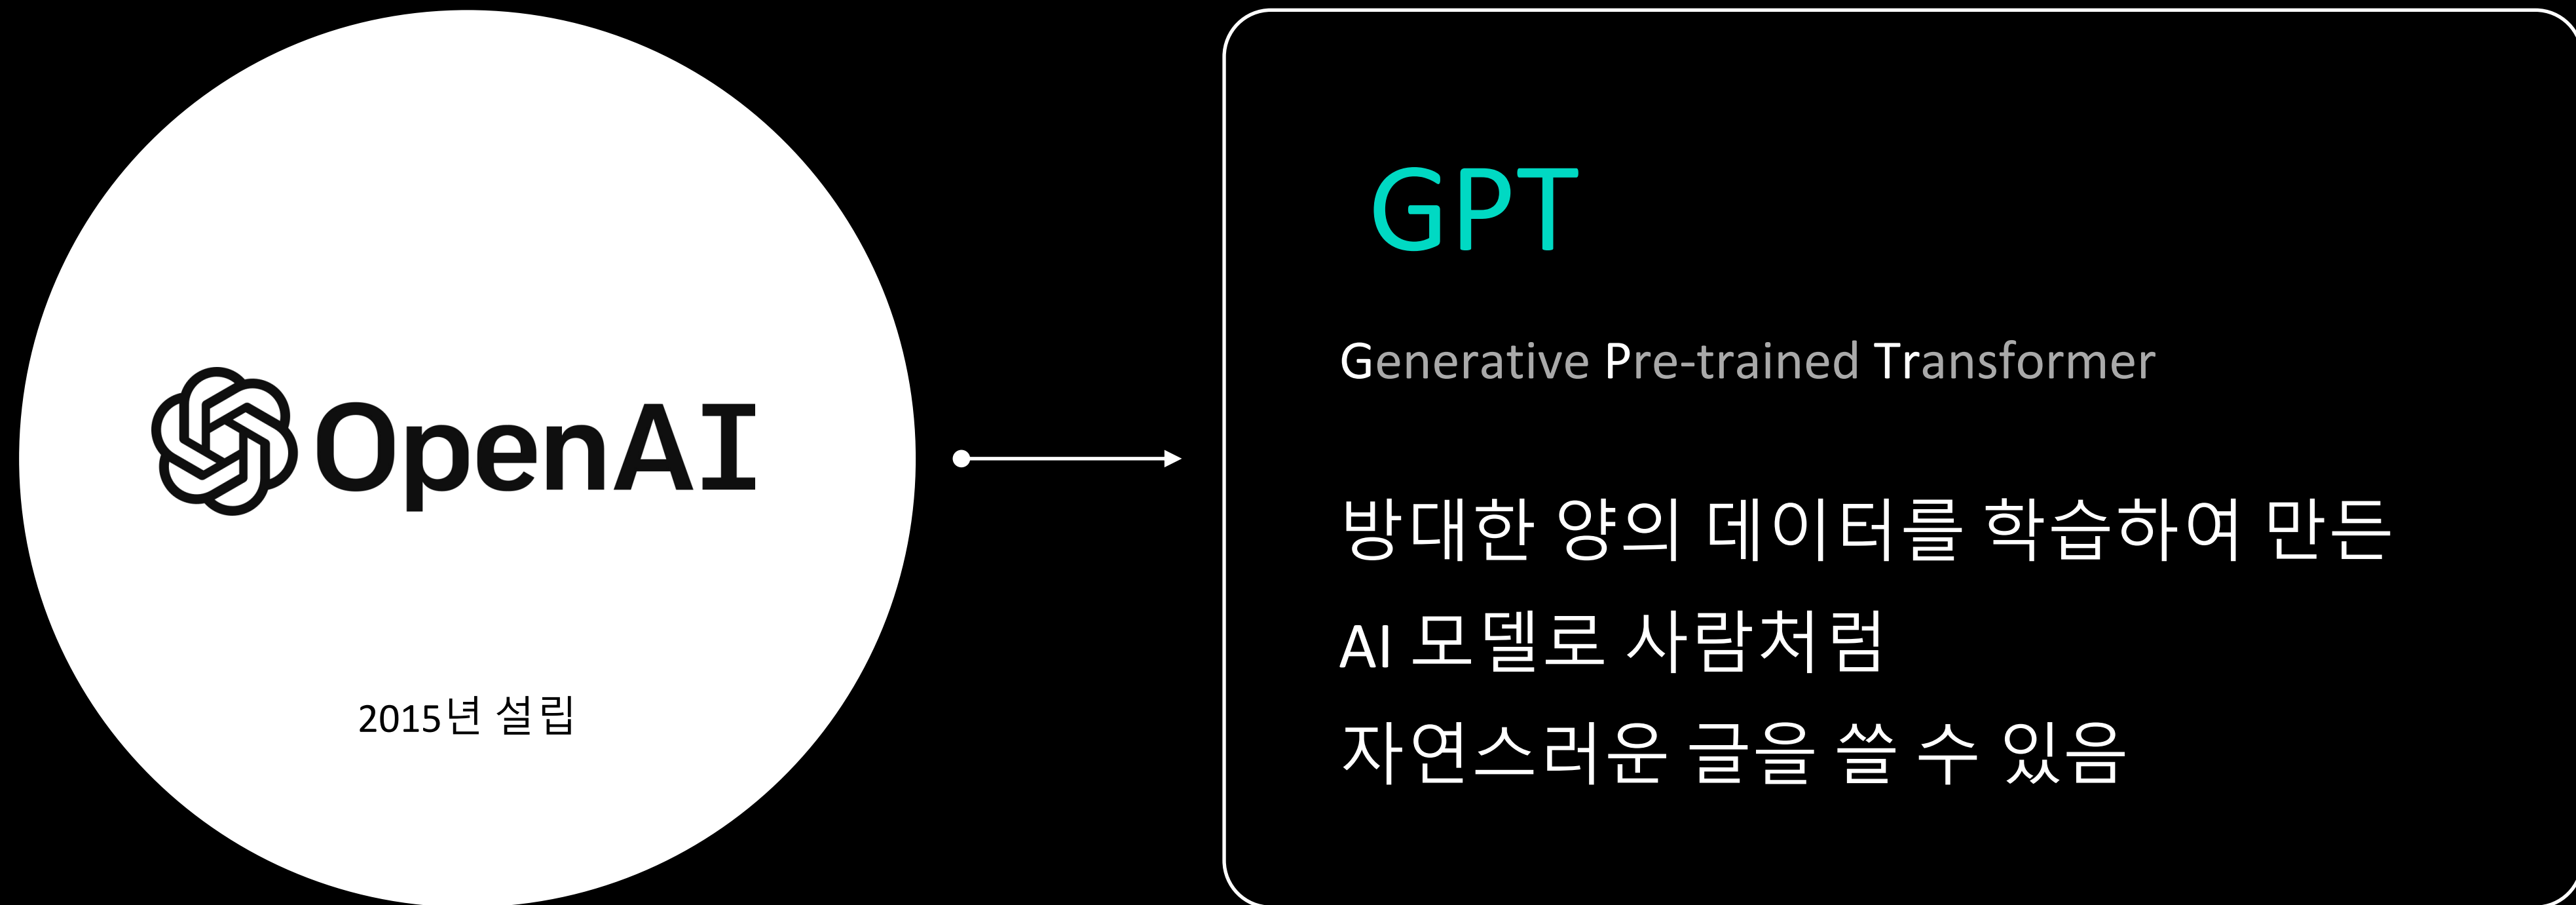 OpenAI
2015년 설립
GPT
Generative Pre-trained Transformer
방대한 양의 데이터를 학습하여 만든
AI 모델로 사람처럼
자연스러운 글을 쓸 수 있음